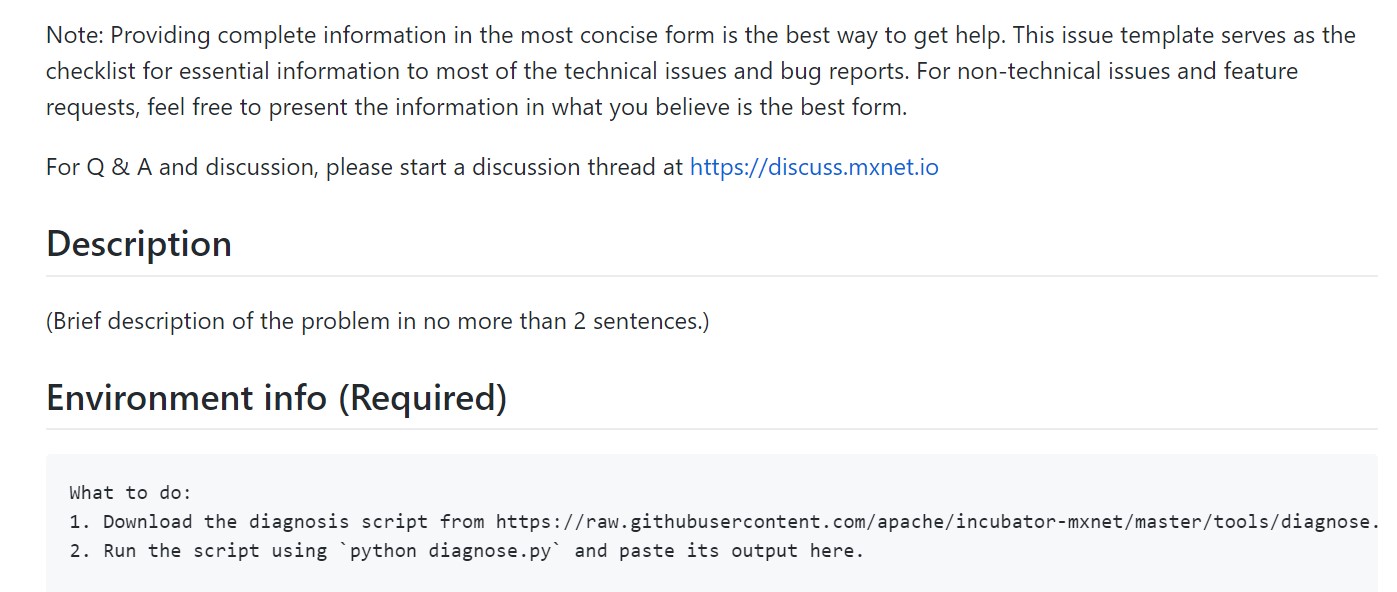 Note: Providing complete information in the most concise form is the best way to get help. This issue template serves as the
checklist for essential information to most of the technical issues and bug reports. For non-technical issues and feature
requests, feel free to present the information in what you believe is the best form.
For Q & A and discussion, please start a discussion thread at https://discuss.mxnet.io
Description
(Brief description of the problem in no more than 2 sentences.)
Environment info (Required)
What to do:
1. Download the diagnosis script from https://raw.githubusercontent.com/apache/incubator-mxnet/master/tools/diagnose.
2. Run the script using `python diagnose.py` and paste its output here.